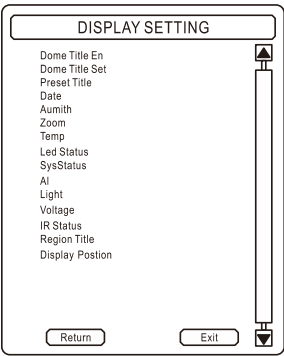 DISPLAY SETTING
Dome Title En
Dome Title Set
Preset Title
Date
Aumith
Zoom
Temp
Led Status
SysStatus
AI
Light
Voltage
IR Status
Region Title
Display Postion
Return
Exit